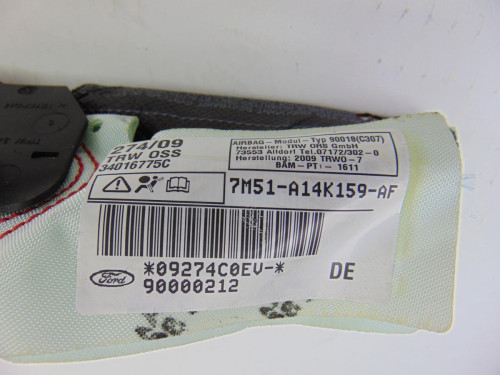 274/09
TRW OSS
34016775C
AIRBAG-Modul-Typ 90018(C307)
Hersteller: TRW ORS GmbH
73553 Alfdorf Tel.07172/302-0
Herstellung: 2009 TRWO-7
BAM-PT1-1611
7M51-A14K159-AF
*09274C0EV-*
DE
Ford
90000212